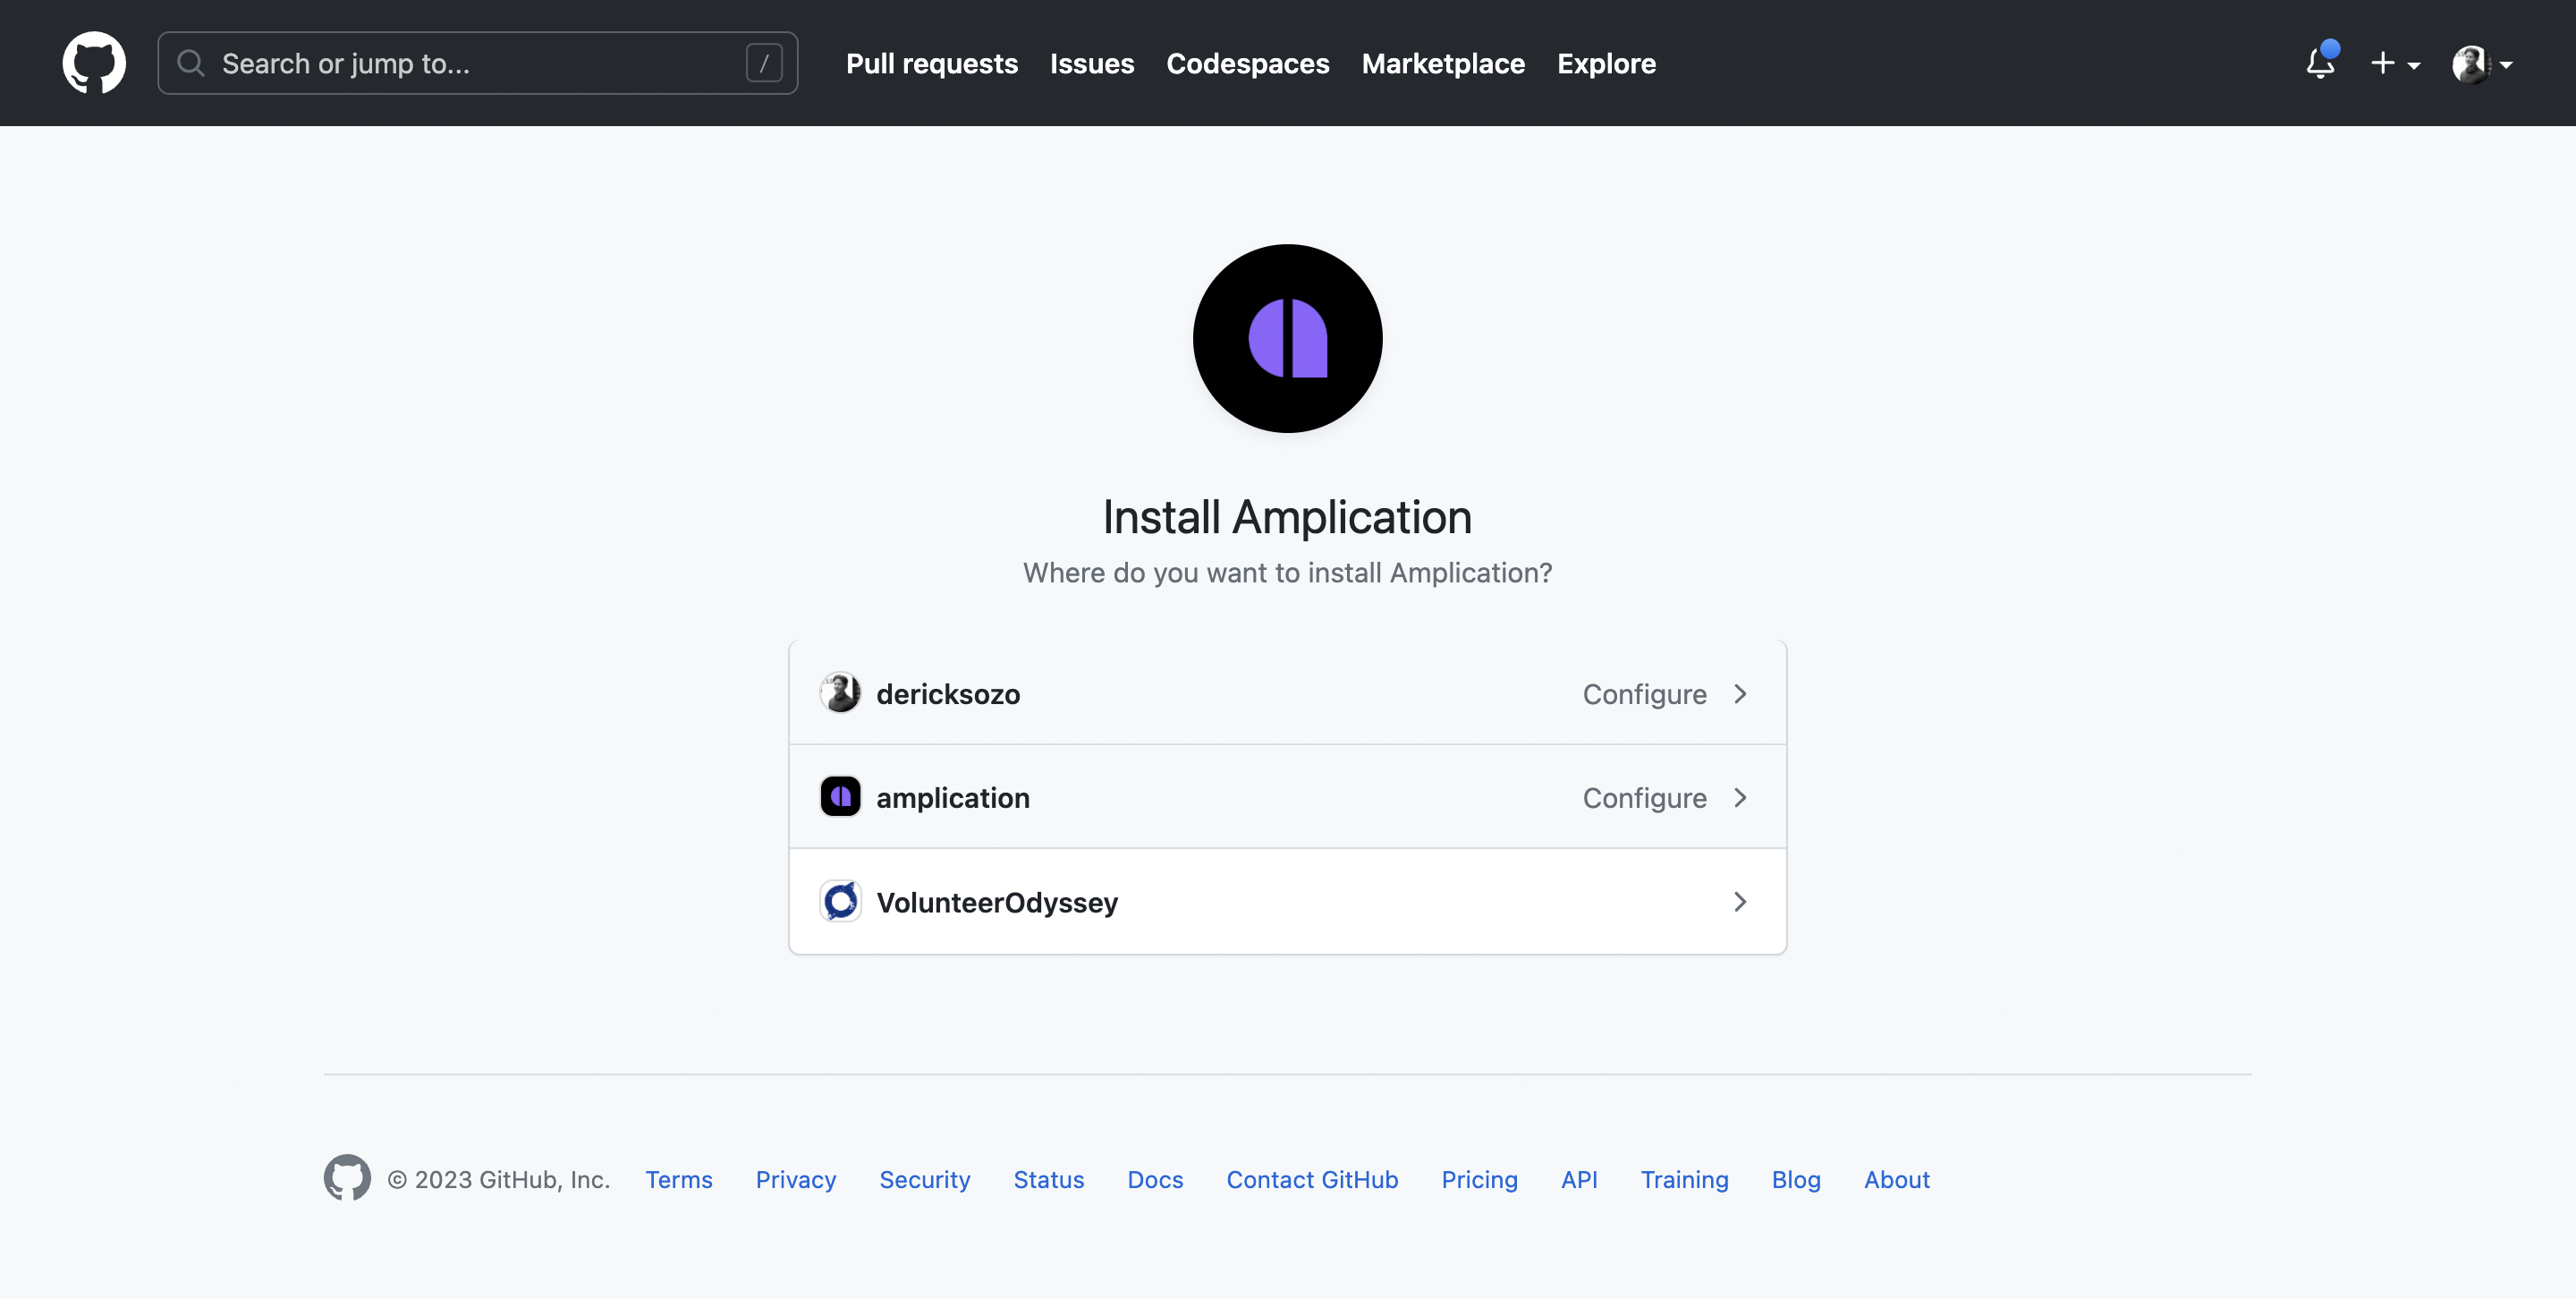 Search or jump to... / Pull requests Issues Codespaces Marketplace Explore
Install Amplication
Where do you want to install Amplication?
dericksozo Configure
amplication Configure
VolunteerOdyssey
© 2023 GitHub, Inc. Terms Privacy Security Status Docs Contact GitHub Pricing API Training Blog About